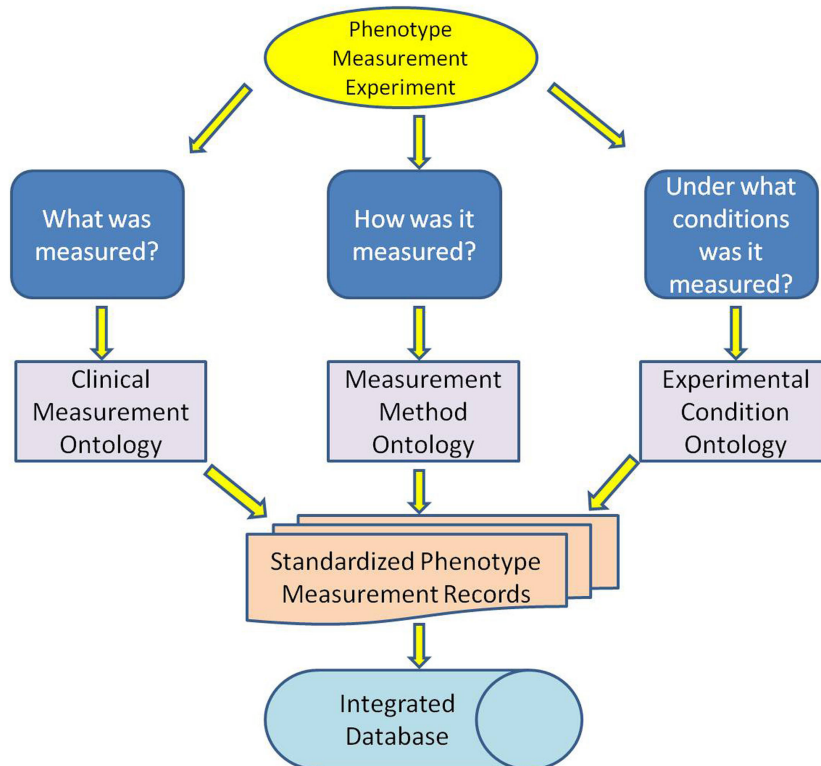 Phenotype
Measurement
Experiment
What was
measured?
How was it
measured?
Under what
conditions
was it
measured?
Clinical
Measurement
Ontology
Measurement
Method
Ontology
Experimental
Condition
Ontology
Standardized Phenotype
Measurement Records
Integrated
Database